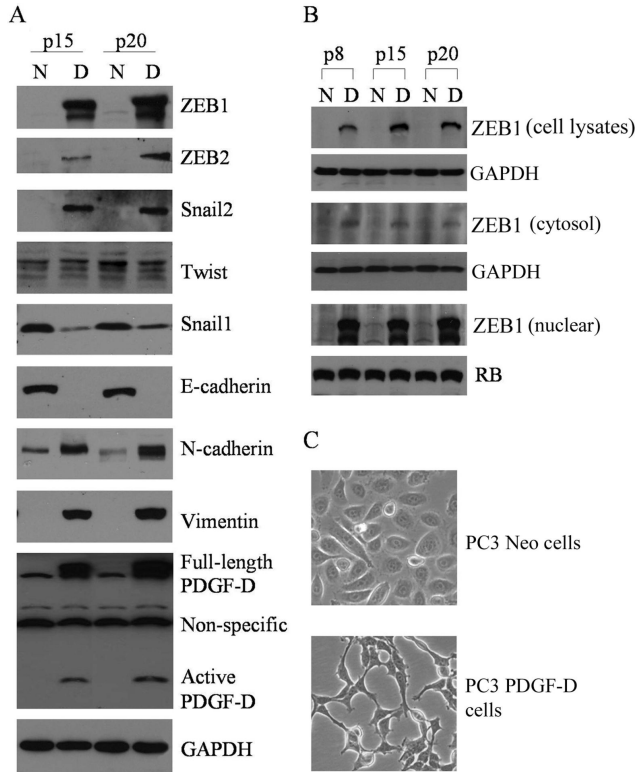 A
p15 p20
N D N D
ZEB1
ZEB2
Snail2
Twist
Snail1
E-cadherin
N-cadherin
Vimentin
Full-length
PDGF-D
Non-specific
Active
PDGF-D
GAPDH
B
p8 p15 p20
N D N D N D
ZEB1 (cell lysates)
GAPDH
ZEB1 (cytosol)
GAPDH
ZEB1 (nuclear)
RB
C
PC3 Neo cells
PC3 PDGF-D
cells